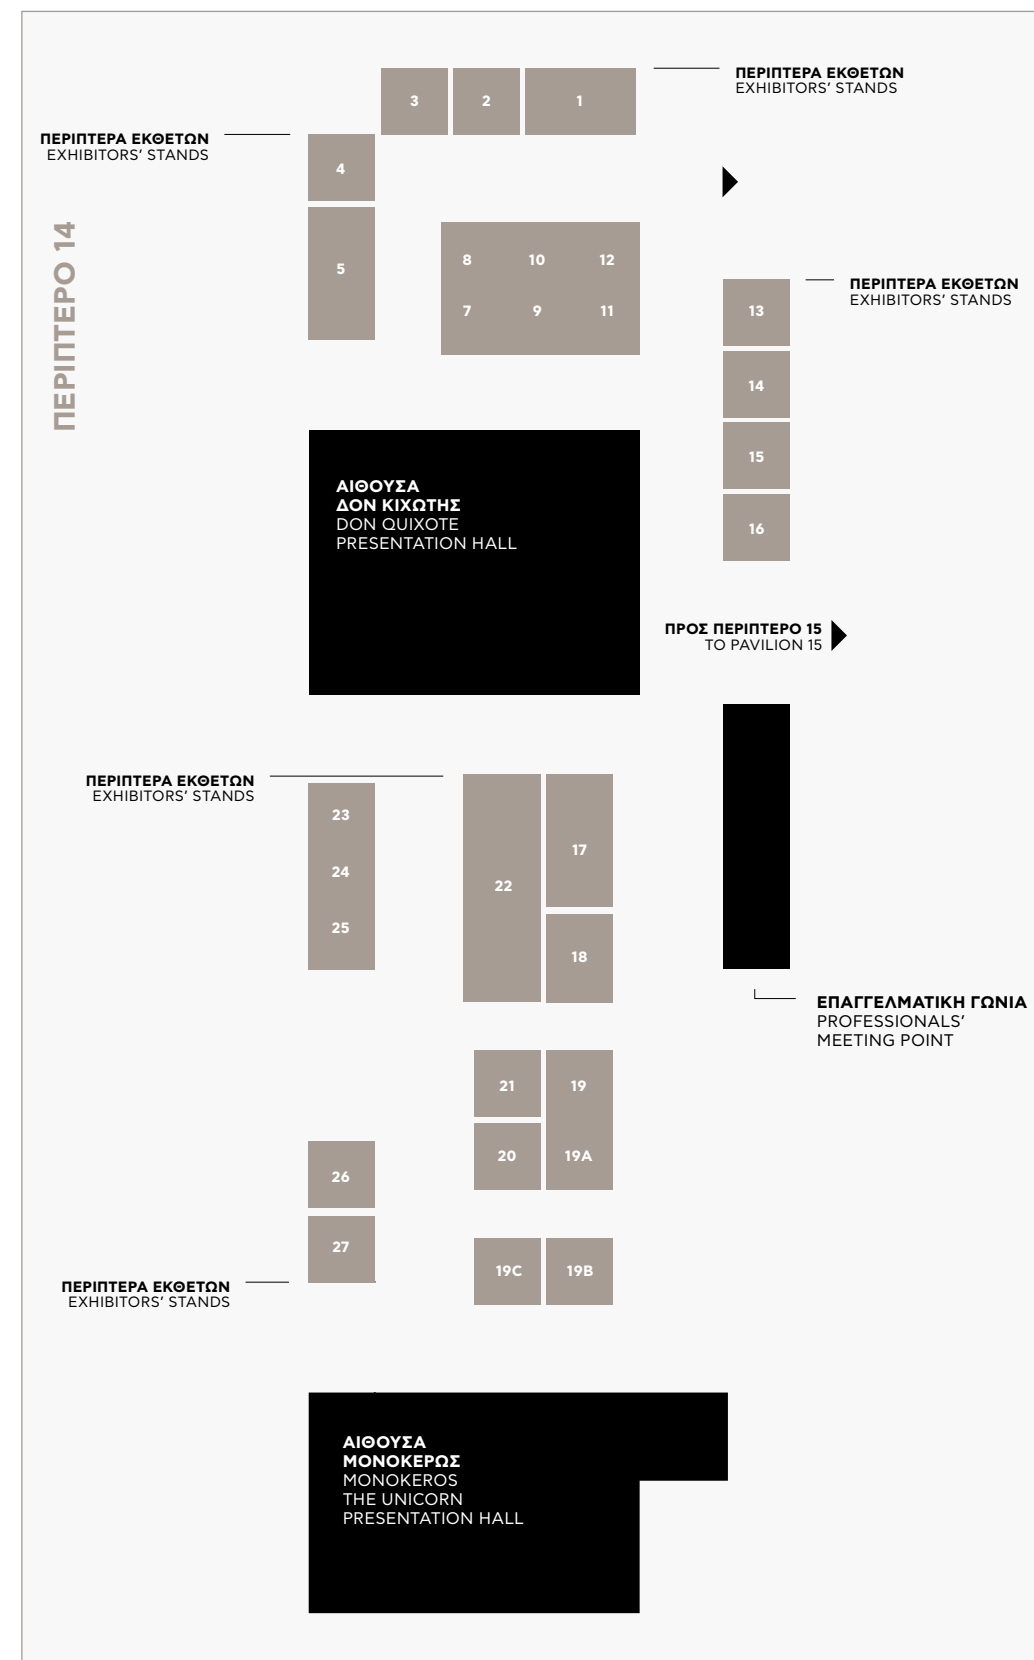 ΠΕΡΙΠΤΕΡΟ 14
3
2
1
ΠΕΡΙΠΤΕΡΑ ΕΚΘΕΤΩΝ
EXHIBITORS' STANDS
ΠΕΡΙΠΤΕΡΑ ΕΚΘΕΤΩΝ
EXHIBITORS' STANDS
4
5
8
10
12
7
9
11
ΠΕΡΙΠΤΕΡΑ ΕΚΘΕΤΩΝ
EXHIBITORS' STANDS
13
14
15
16
ΑΙΘΟΥΣΑ
ΔΟΝ ΚΙΧΩΤΗΣ
DON QUIXOTE
PRESENTATION HALL
ΠΡΟΣ ΠΕΡΙΠΤΕΡΟ 15
TO PAVILION 15
ΠΕΡΙΠΤΕΡΑ ΕΚΘΕΤΩΝ
EXHIBITORS' STANDS
23
24
25
22
17
18
ΕΠΑΓΓΕΛΜΑΤΙΚΗ ΓΩΝΙΑ
PROFESSIONALS'
MEETING POINT
21
19
20
19A
26
27
19C
19B
ΠΕΡΙΠΤΕΡΑ ΕΚΘΕΤΩΝ
EXHIBITORS' STANDS
ΑΙΘΟΥΣΑ
ΜΟΝΟΚΕΡΩΣ
MONOKEROS
THE UNICORN
PRESENTATION HALL